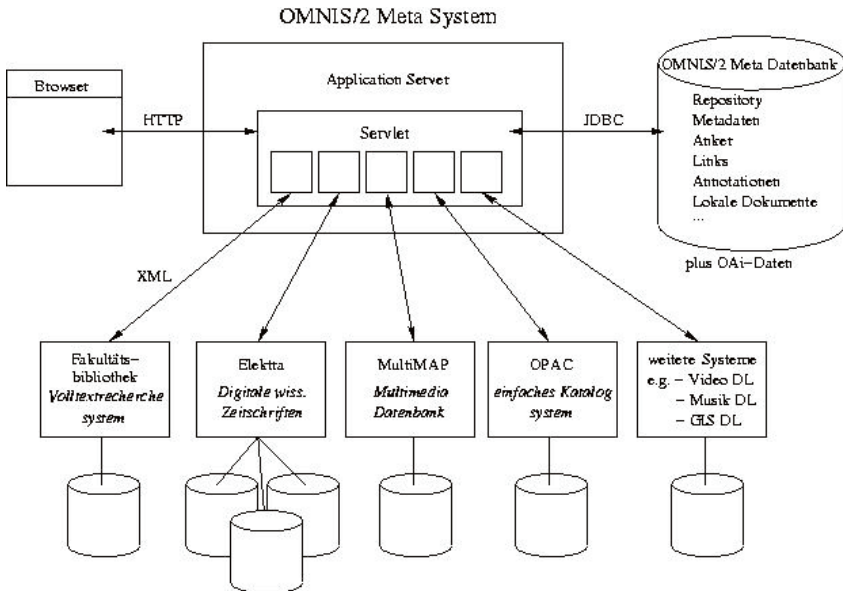 OMNIS/2 Meta System
Browser
HTTP
Application Server
Servlet
JDBC
OMNIS/2 Meta Datenbank
Repository
Metadaten
Anker
Links
Annotationen
Lokale Dokumente
...
plus OAi-Daten
XML
Fakultäts-
bibliothek
Volltextrecherche
system
Elektra
Digitale wiss.
Zeitschriften
MultiMAP
Multimedia
Datenbank
OPAC
einfaches Katalog
system
weitere Systeme
e.g. - Video DL
- Musik DL
- GLS DL